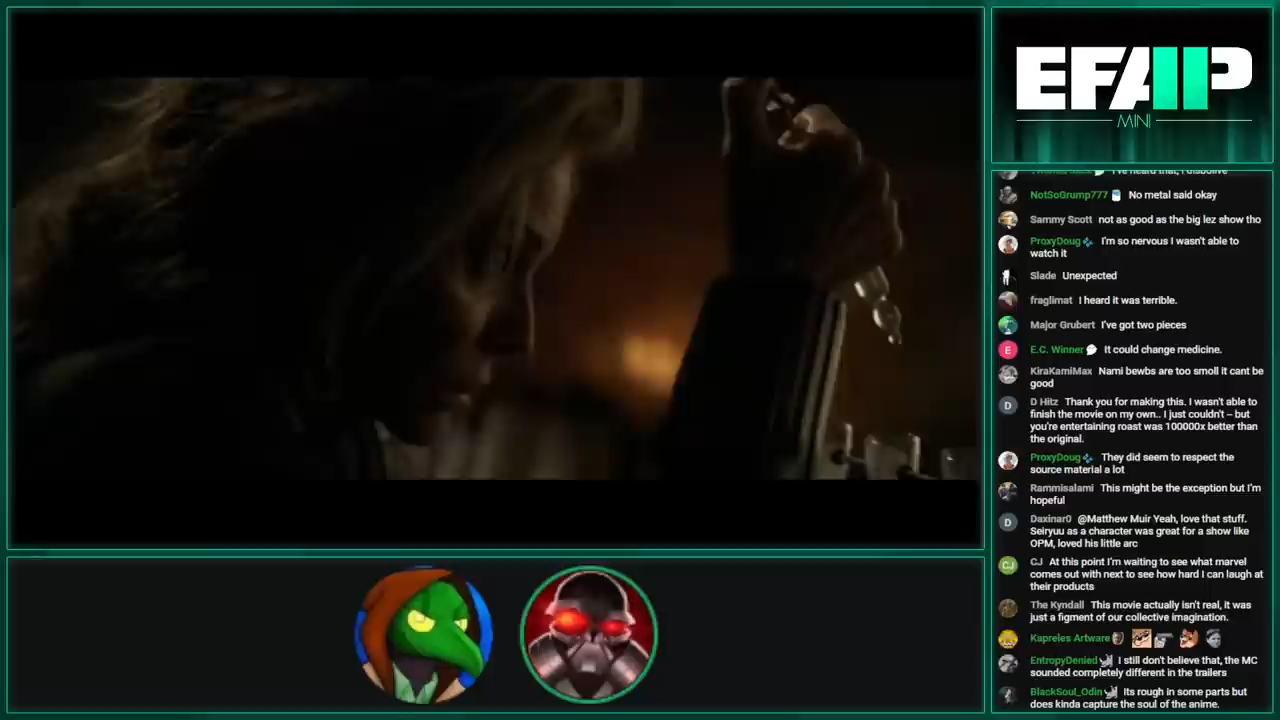 EFAP
MINI
I've heard that, I disbolive
NotSoGrump777 No metal said okay
Sammy Scott not as good as the big lez show tho
ProxyDoug I'm so nervous I wasn't able to
watch it
Slade Unexpected
fraglimat I heard it was terrible.
Major Grubert I've got two pieces
E
E.C. Winner It could change medicine.
KiraKamiMax Nami bewbs are too smoll it cant be
good
D
D Hitz Thank you for making this. I wasn't able to
finish the movie on my own.. I just couldn't – but
you're entertaining roast was 100000x better than
the original.
ProxyDoug They did seem to respect the
source material a lot
Rammisalami This might be the exception but I'm
hopeful
D
Daxinar0 @Matthew Muir Yeah, love that stuff.
Seiryuu as a character was great for a show like
OPM, loved his little arc
CJ
CJ At this point I'm waiting to see what marvel
comes out with next to see how hard I can laugh at
their products
The Kyndall This movie actually isn't real, it was
just a figment of our collective imagination.
Kapreles Artware
EntropyDenied I still don't believe that, the MC
sounded completely different in the trailers
BlackSoul_Odin Its rough in some parts but
does kinda capture the soul of the anime.